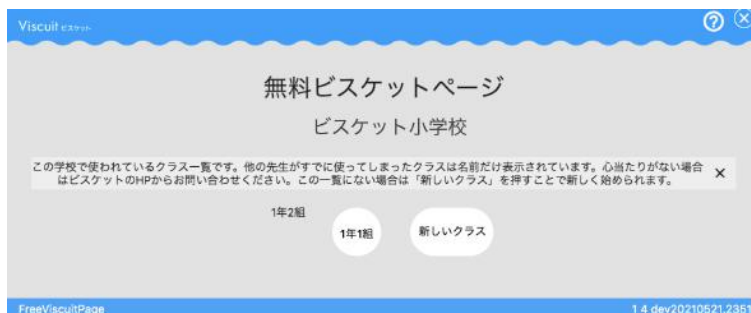 Viscuit ビスケット
無料ビスケットページ
ビスケット小学校
この学校で使われているクラス一覧です。他の先生がすでに使ってしまったクラスは名前だけ表示されています。心当たりがない場合
はビスケットのHPからお問い合わせください。この一覧にない場合は「新しいクラス」を押すことで新しく始められます。
1年2組
1年1組
新しいクラス
FreeViscuitPage
1.4 dev20210521.2351